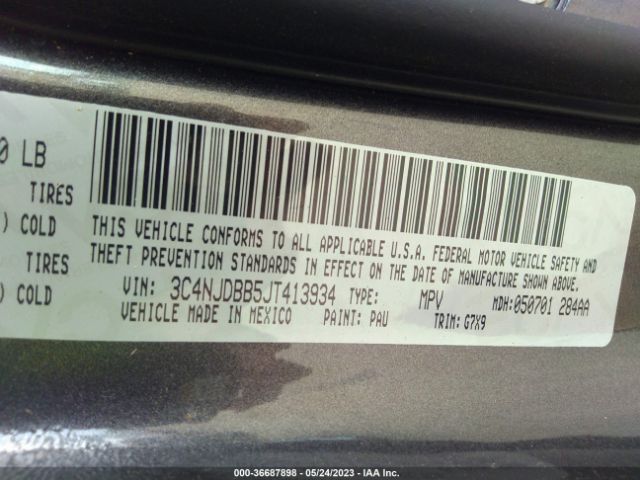 0 LB
TIRES
) COLD
TIRES
) COLD
THIS VEHICLE CONFORMS TO ALL APPLICABLE U.S.A. FEDERAL MOTOR VEHICLE SAFETY AND
THEFT PREVENTION STANDARDS IN EFFECT ON THE DATE OF MANUFACTURE SHOWN ABOVE.
VIN: 3C4NJDBB5JT413934 TYPE: MPV MDH:050701 284AA
VEHICLE MADE IN MEXICO PAINT: PAU TRIM: G7X9
000-36687898 - 05/24/2023 - IAA Inc.